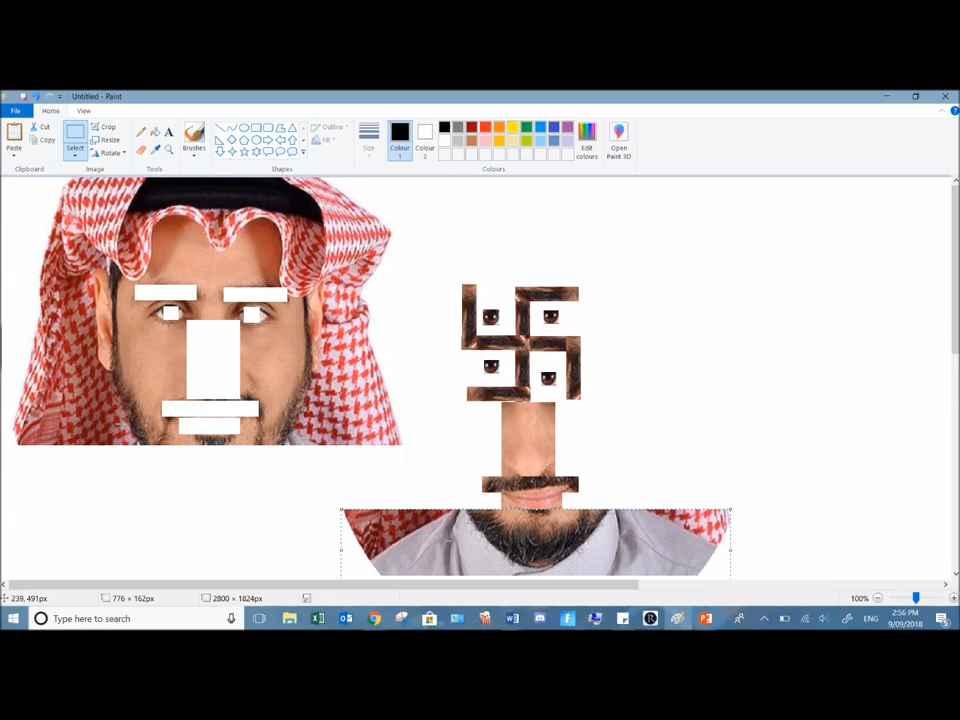 Untitled - Paint
File Home View
Paste
Cut
Copy
Clipboard
Select
Crop
Resize
Rotate
Image
A
Tools
Brushes
Outline
Fill
Shapes
Size
Colour 1
Colour 2
Edit colours
Open Paint 3D
Colours
239, 491px 776 × 162px 2800 × 1824px 100%
Type here to search
ENG
2:56 PM
9/09/2018